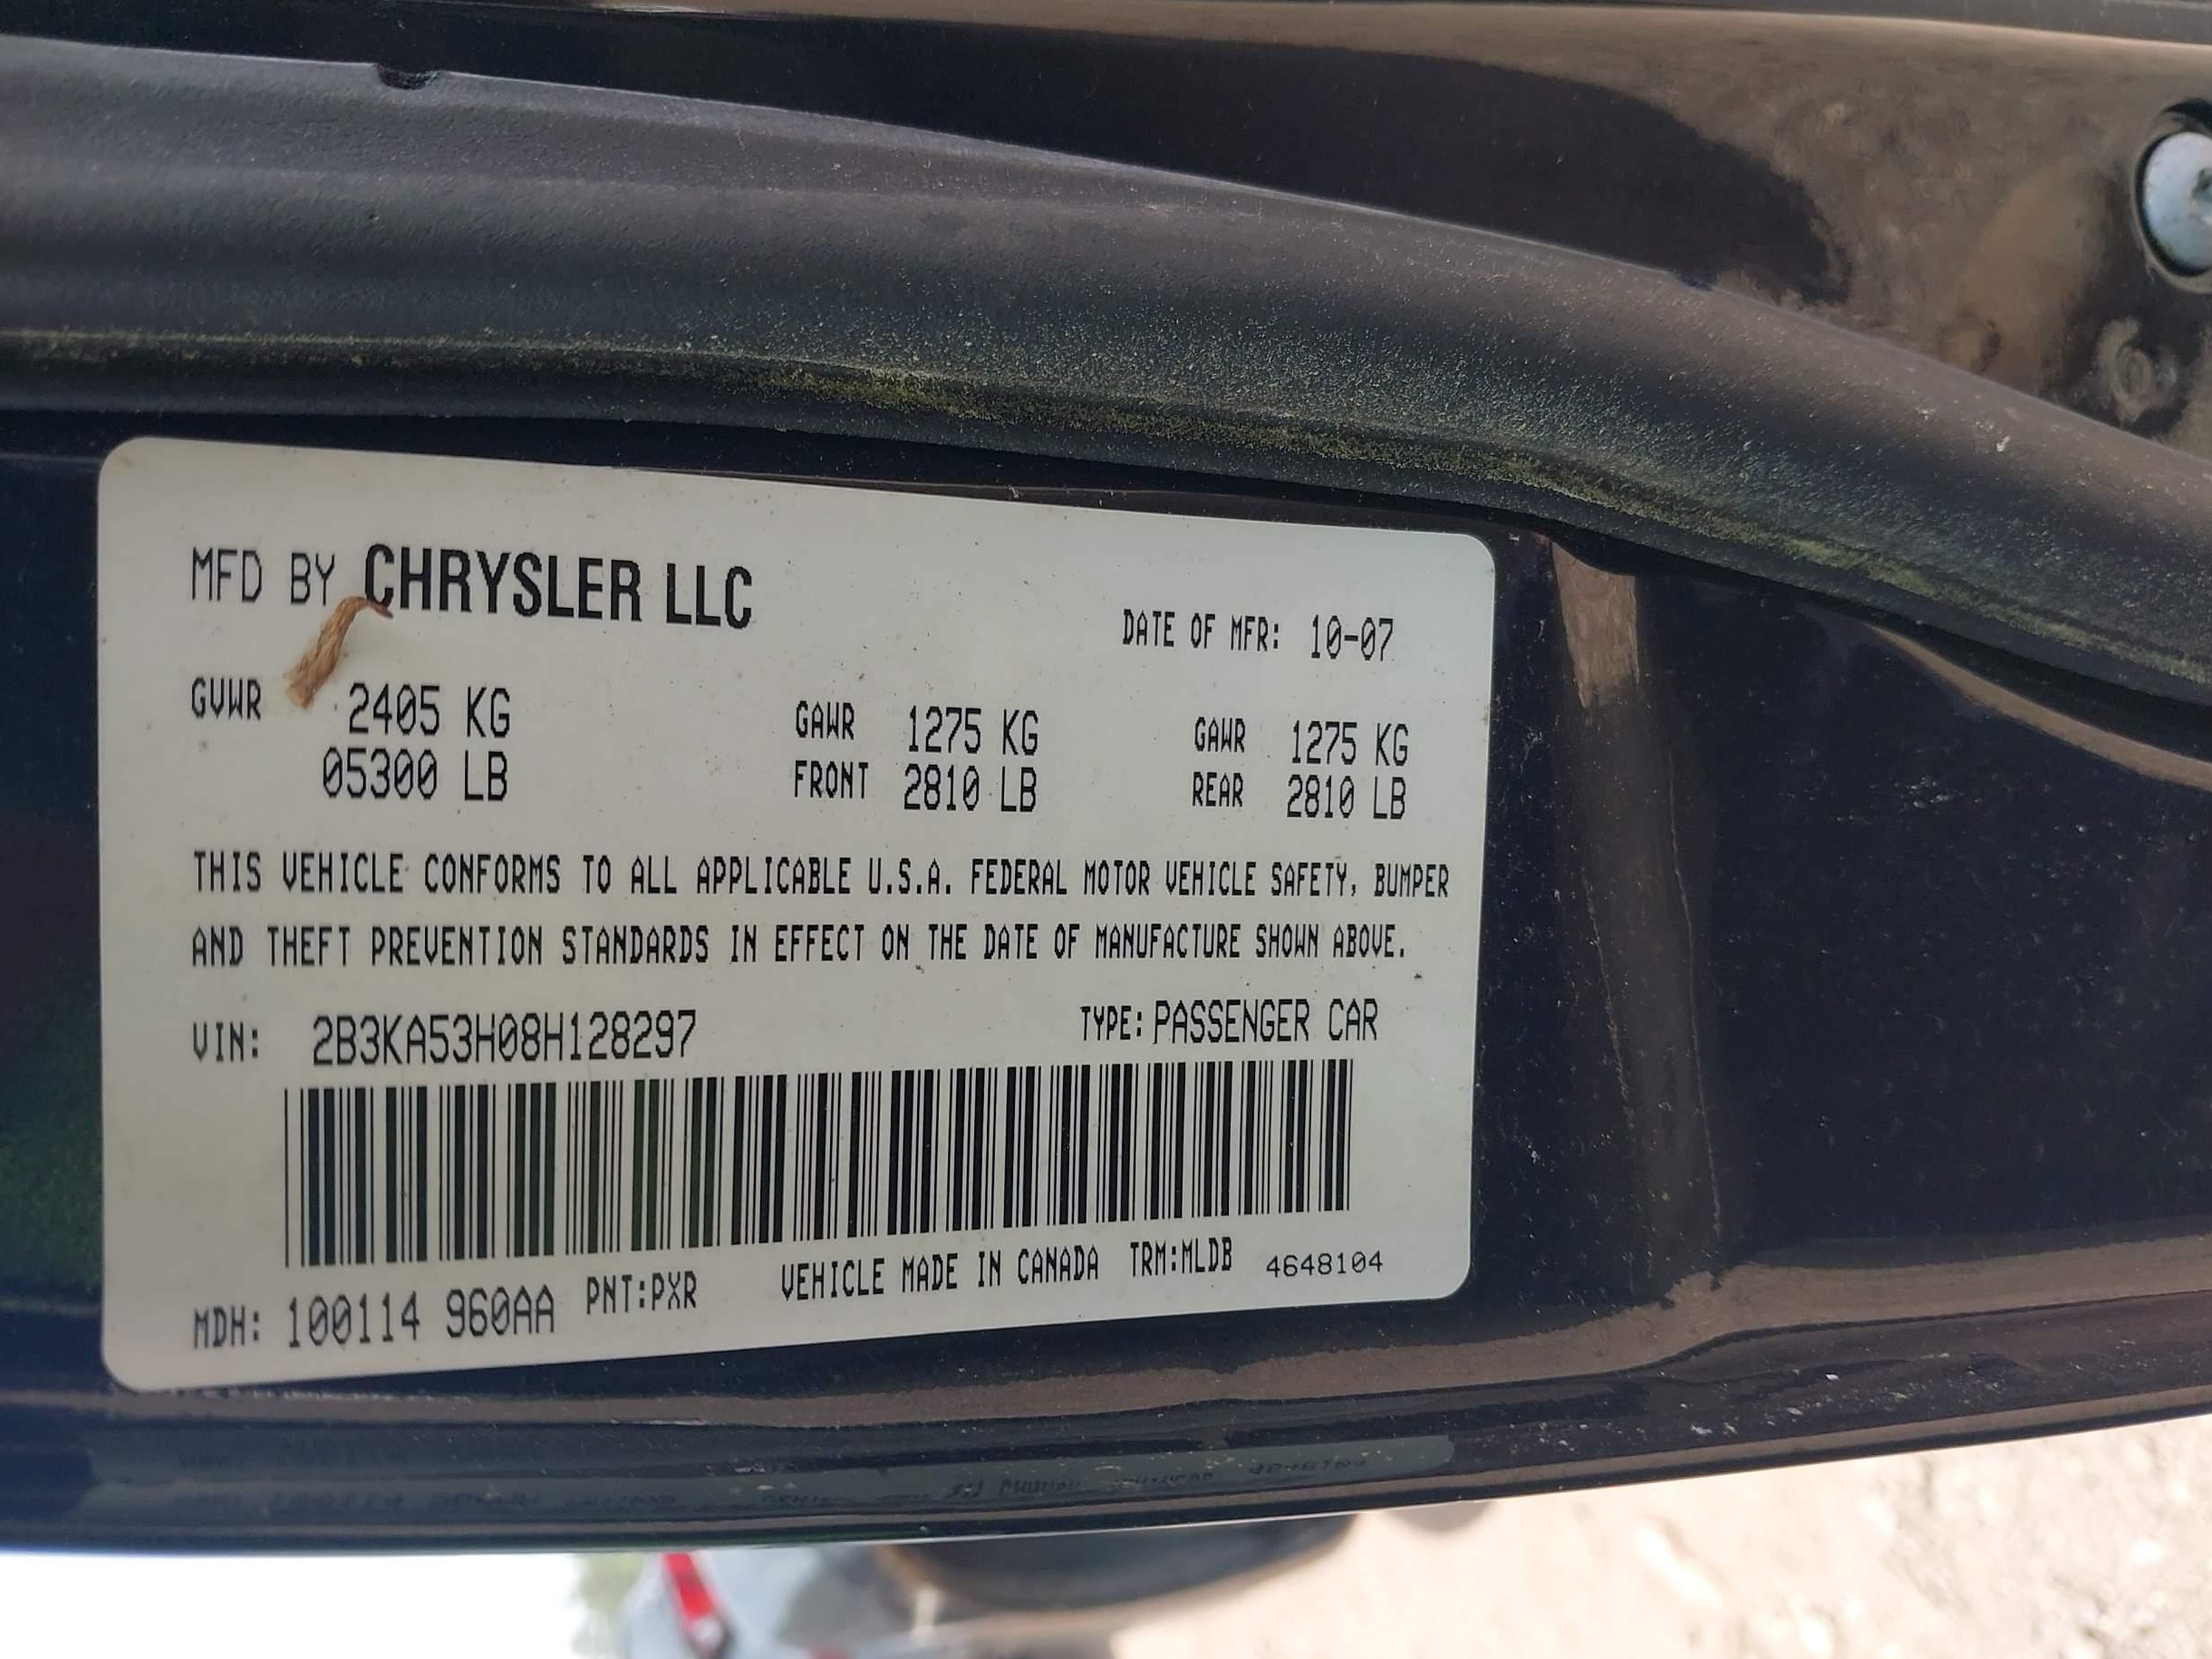 MFD BY CHRYSLER LLC
DATE OF MFR: 10-07
GVWR 2405 KG GAWR 1275 KG GAWR 1275 KG
05300 LB FRONT 2810 LB REAR 2810 LB
THIS VEHICLE CONFORMS TO ALL APPLICABLE U.S.A. FEDERAL MOTOR VEHICLE SAFETY, BUMPER
AND THEFT PREVENTION STANDARDS IN EFFECT ON THE DATE OF MANUFACTURE SHOWN ABOVE.
VIN: 2B3KA53H08H128297 TYPE: PASSENGER CAR
MDH: 100114 960AA PNT:PXR VEHICLE MADE IN CANADA TRM:MLDB 4648104